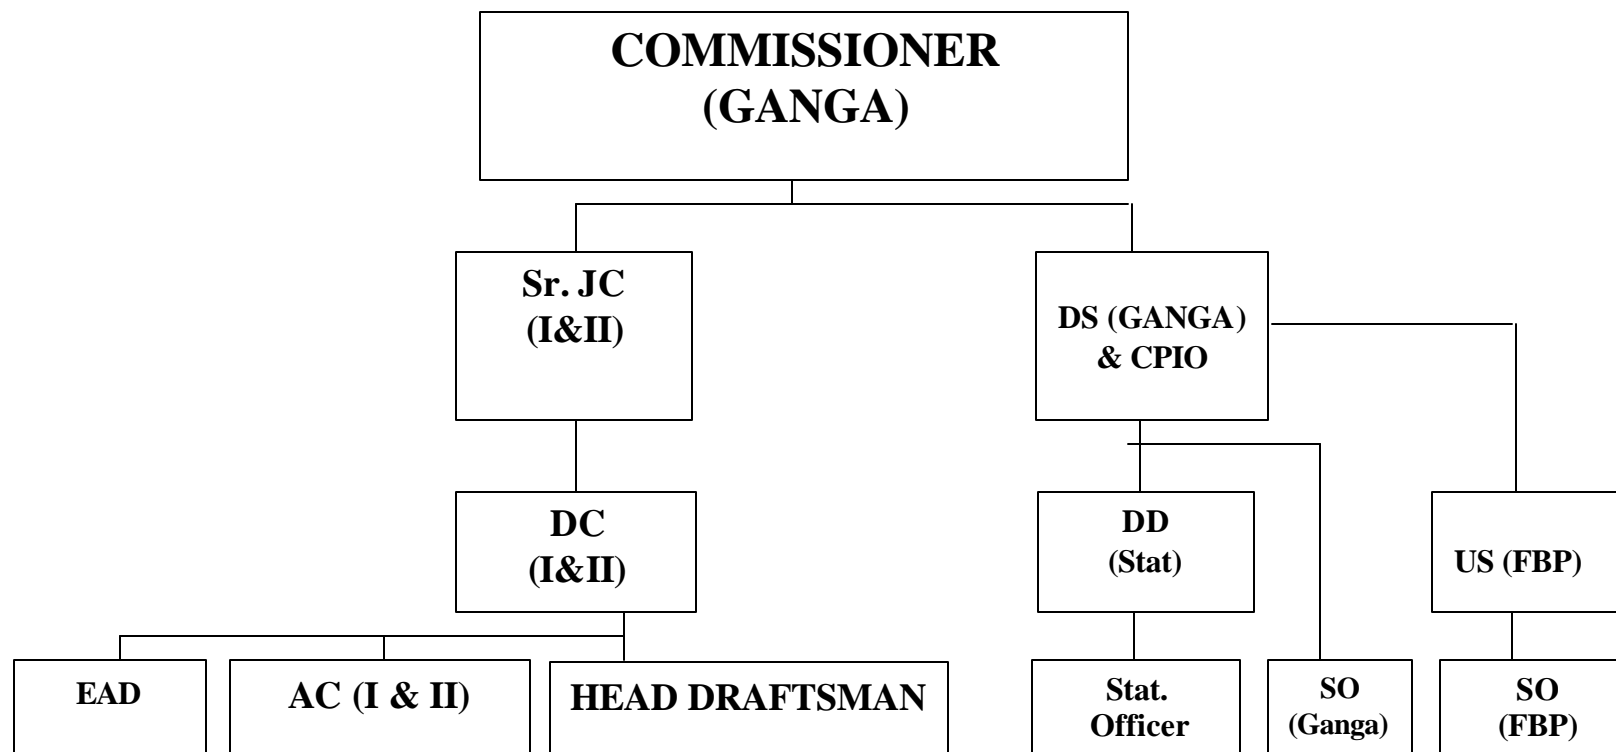 COMMISSIONER
(GANGA)
Sr. JC
(I&II)
DS (GANGA)
& CPIO
DC
(I&II)
DD
(Stat)
US (FBP)
EAD
AC (I & II)
HEAD DRAFTSMAN
Stat.
Officer
SO
(Ganga)
SO
(FBP)